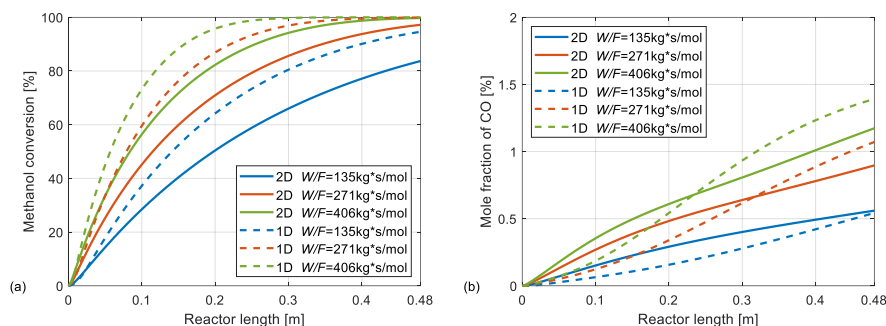 Methanol conversion [%]
100
80
60
40
20
0
0
0.1
0.2
0.3
0.4
0.48
Reactor length [m]
(a)
2D W/F=135kg*s/mol
2D W/F=271kg*s/mol
2D W/F=406kg*s/mol
1D W/F=135kg*s/mol
1D W/F=271kg*s/mol
1D W/F=406kg*s/mol
Mole fraction of CO [%]
2
1.5
1
0.5
0
0
0.1
0.2
0.3
0.4
0.48
Reactor length [m]
(b)
2D W/F=135kg*s/mol
2D W/F=271kg*s/mol
2D W/F=406kg*s/mol
1D W/F=135kg*s/mol
1D W/F=271kg*s/mol
1D W/F=406kg*s/mol